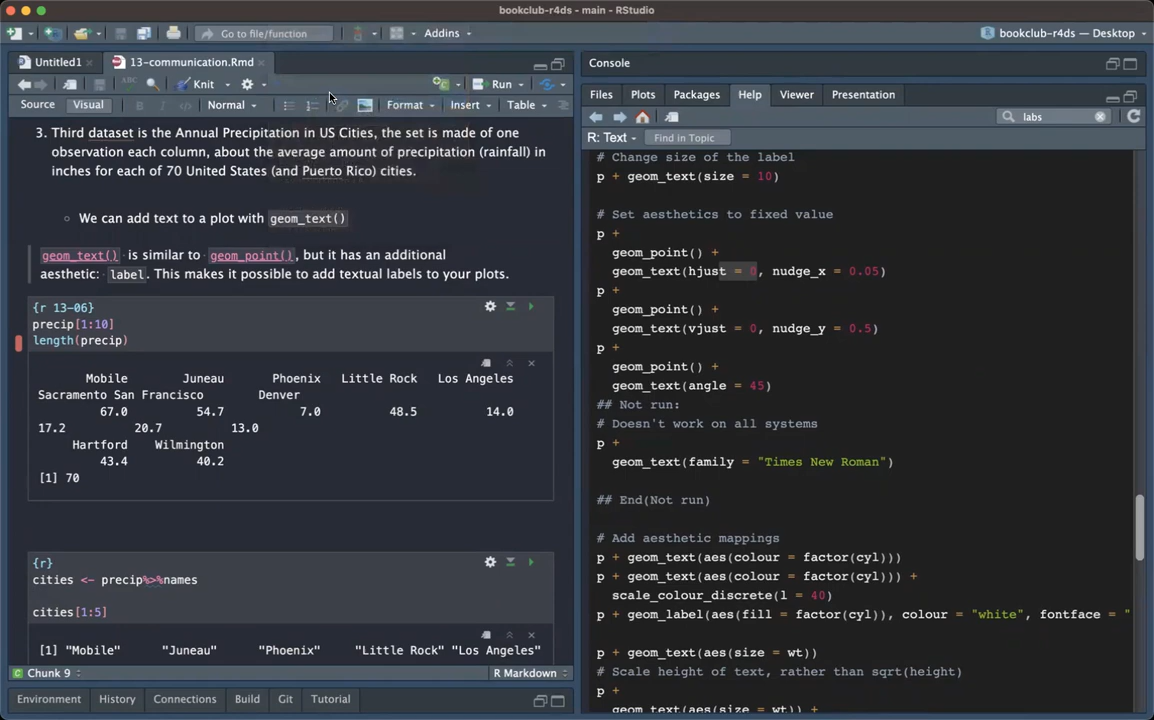 bookclub-r4ds - main - RStudio
Go to file/function
Addins
bookclub-r4ds — Desktop
Untitled1
13-communication.Rmd
Knit
Run
Source
Visual
Normal
Format
Insert
Table
3. Third dataset is the Annual Precipitation in US Cities, the set is made of one
observation each column, about the average amount of precipitation (rainfall) in
inches for each of 70 United States (and Puerto Rico) cities.
We can add text to a plot with geom_text()
geom_text() is similar to geom_point(), but it has an additional
aesthetic: label. This makes it possible to add textual labels to your plots.
{r 13-06}
precip[1:10]
length(precip)
Mobile Juneau Phoenix Little Rock Los Angeles
Sacramento San Francisco Denver
67.0 54.7 7.0 48.5 14.0
17.2 20.7 13.0
Hartford Wilmington
43.4 40.2
[1] 70
{r}
cities <- precip%>%names
cities[1:5]
[1] "Mobile" "Juneau" "Phoenix" "Little Rock" "Los Angeles"
Chunk 9
R Markdown
Environment
History
Connections
Build
Git
Tutorial
Console
Files
Plots
Packages
Help
Viewer
Presentation
labs
R: Text
Find in Topic
# Change size of the label
p + geom_text(size = 10)
# Set aesthetics to fixed value
p +
geom_point() +
geom_text(hjust = 0, nudge_x = 0.05)
p +
geom_point() +
geom_text(vjust = 0, nudge_y = 0.5)
p +
geom_point() +
geom_text(angle = 45)
## Not run:
# Doesn't work on all systems
p +
geom_text(family = "Times New Roman")
## End(Not run)
# Add aesthetic mappings
p + geom_text(aes(colour = factor(cyl)))
p + geom_text(aes(colour = factor(cyl))) +
scale_colour_discrete(l = 40)
p + geom_label(aes(fill = factor(cyl)), colour = "white", fontface = "
p + geom_text(aes(size = wt))
# Scale height of text, rather than sqrt(height)
p +
geom_text(aes(size = wt)) +